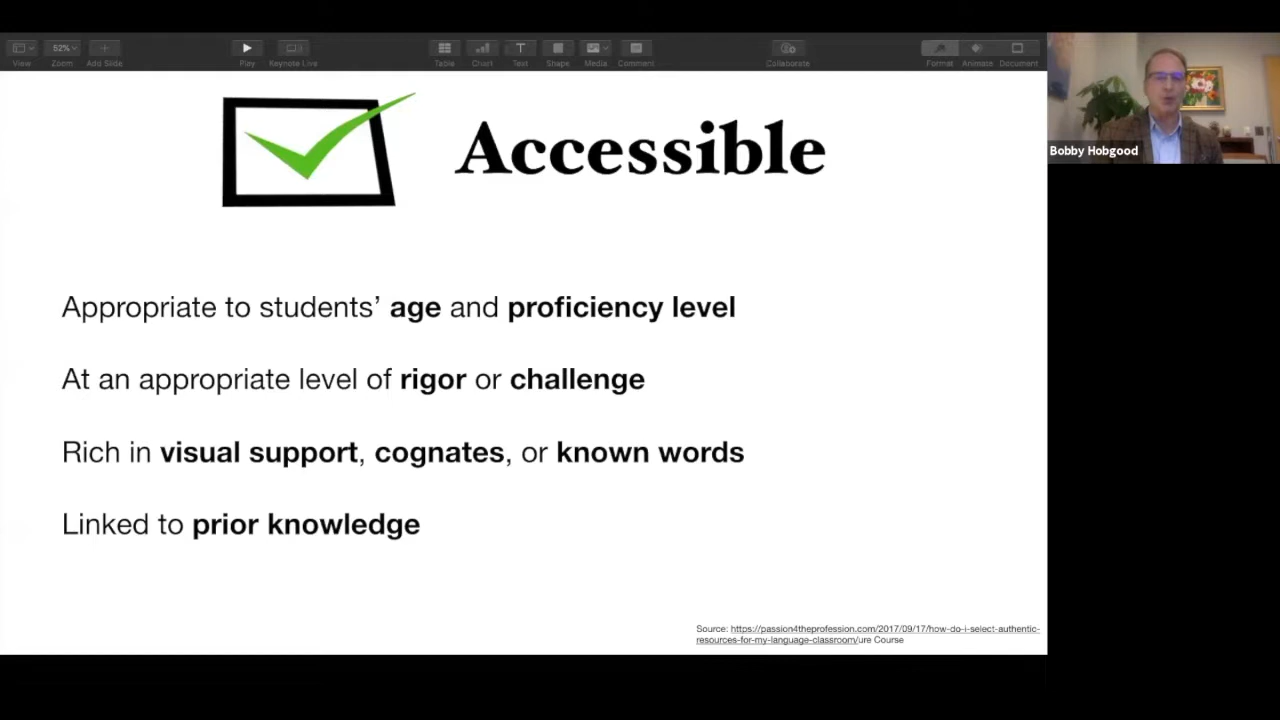 View
52%
Zoom
Add Slide
Play
Keynote Live
Table
Chart
T
Text
Shape
Media
Comment
Collaborate
Format
Animate
Document
Accessible
Bobby Hobgood
Appropriate to students’ age and proficiency level
At an appropriate level of rigor or challenge
Rich in visual support, cognates, or known words
Linked to prior knowledge
Source: https://passion4theprofession.com/2017/09/17/how-do-i-select-authentic-
resources-for-my-language-classroom/ure Course